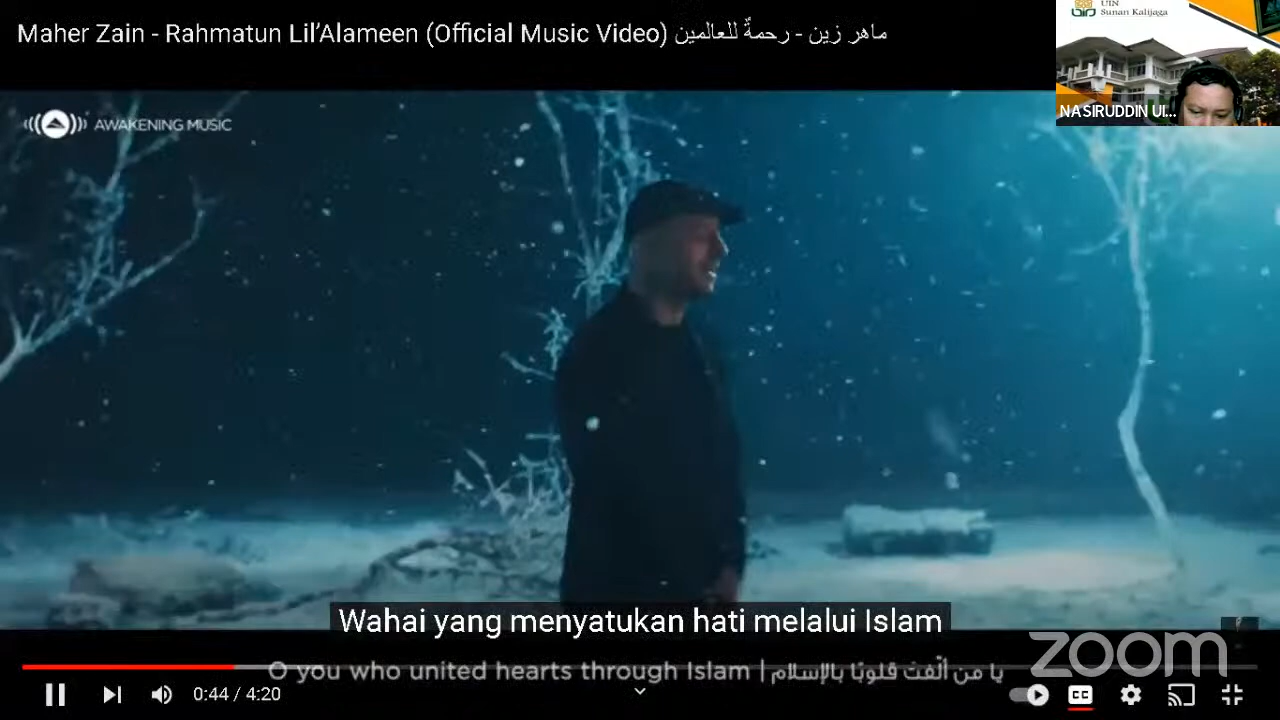 Maher Zain - Rahmatun Lil’Alameen (Official Music Video) ماهر زين - رحمةٌ للعالمين
UIN
Sunan Kalijaga
NASIRUDDIN UI...
AWAKENING MUSIC
Wahai yang menyatukan hati melalui Islam
O you who united hearts through Islam | يا من ألّفتَ قلوبًا بالإسلام
zoom
0:44 / 4:20
CC